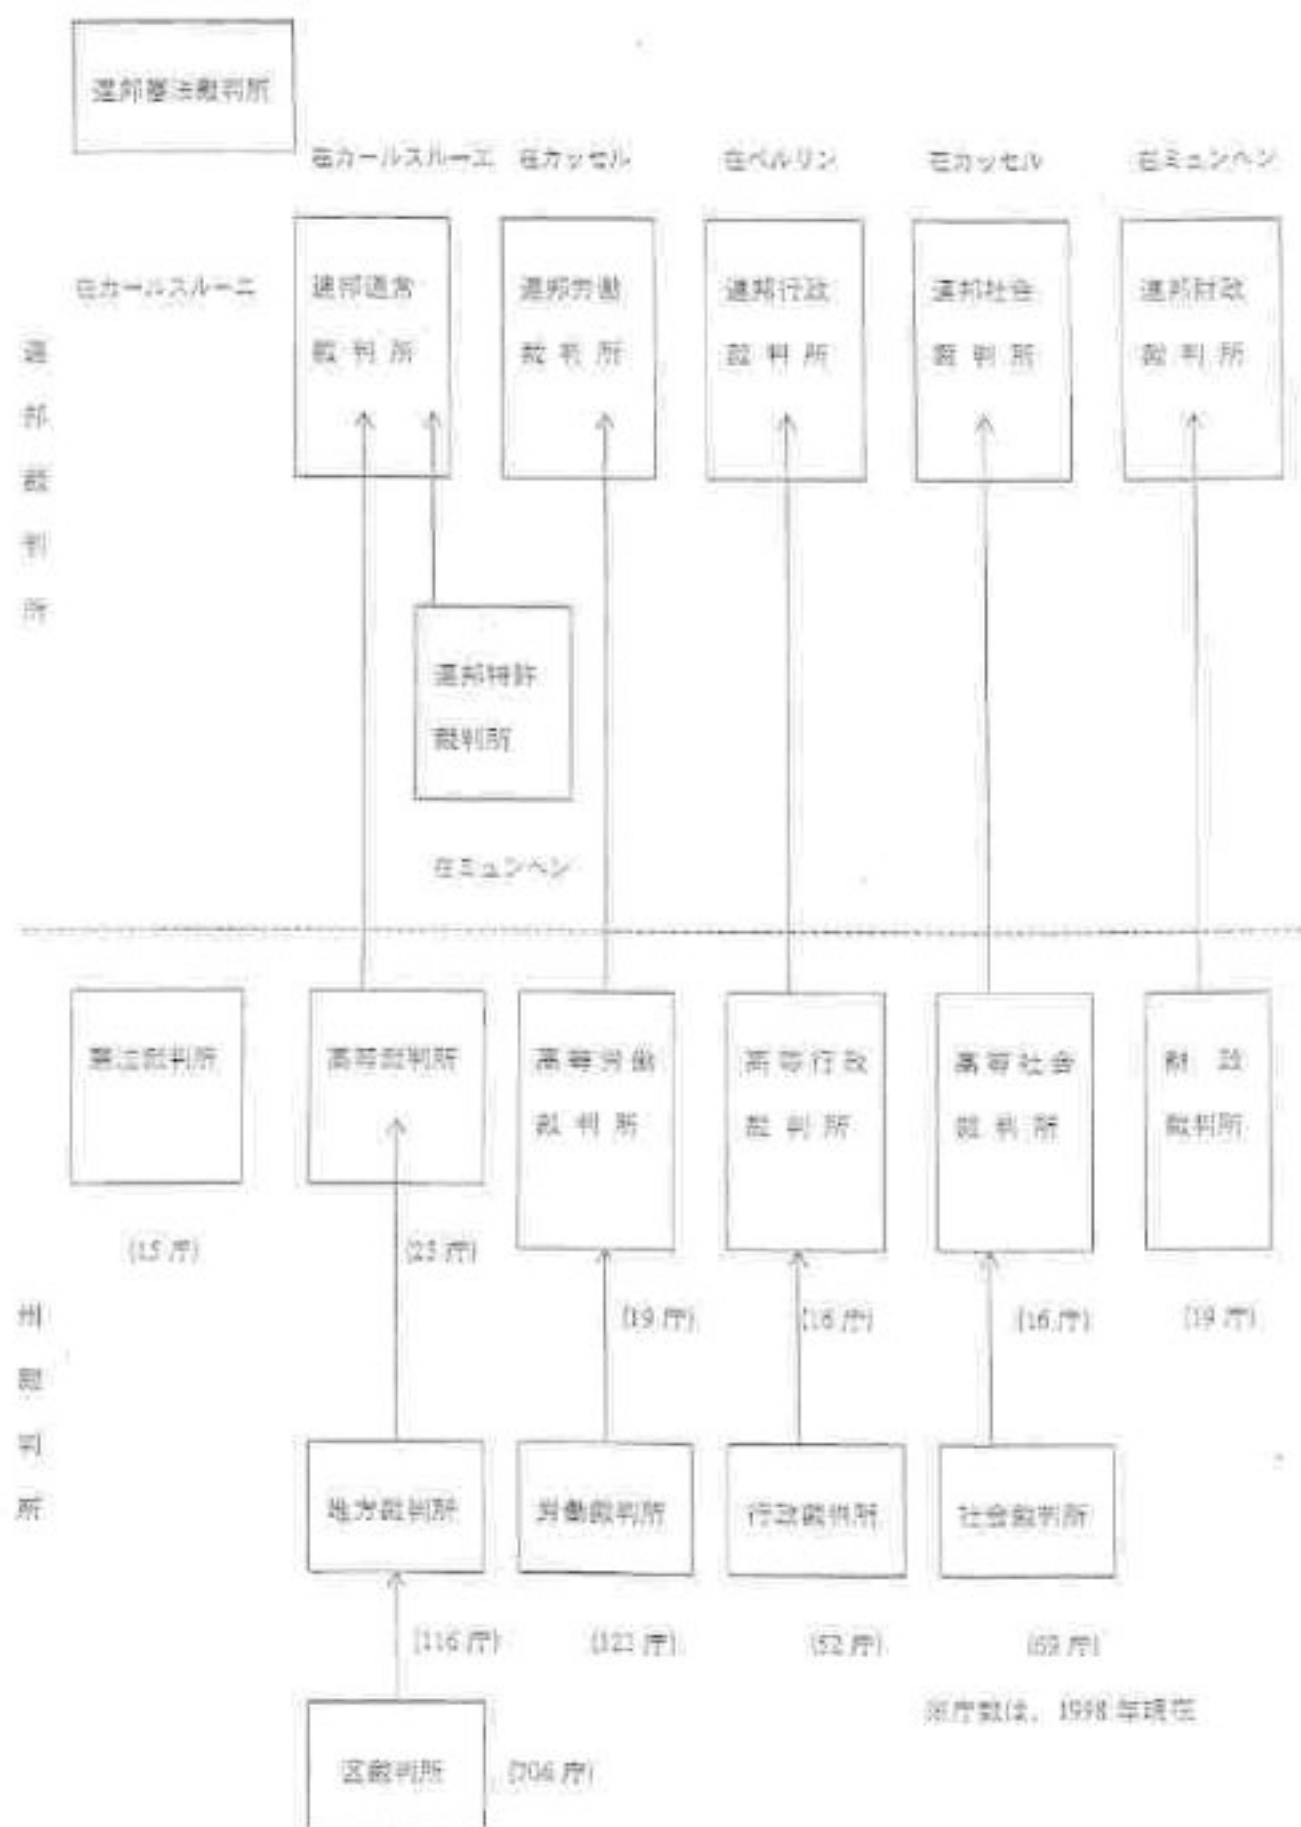 連邦憲法裁判所
在カールスルーエ
在カッセル
在ベルリン
在カッセル
在ミュンヘン
在カールスルーエ
連邦通常
裁判所
連邦労働
裁判所
連邦行政
裁判所
連邦社会
裁判所
連邦財政
裁判所
連邦裁判所
連邦特許
裁判所
在ミュンヘン
憲法裁判所
高等裁判所
高等労働
裁判所
高等行政
裁判所
高等社会
裁判所
財政
裁判所
(15庁)
(25庁)
(19庁)
(16庁)
(16庁)
(19庁)
州裁判所
地方裁判所
労働裁判所
行政裁判所
社会裁判所
(116庁)
(52庁)
(69庁)
庁数は、1998年現在
区裁判所
(706庁)